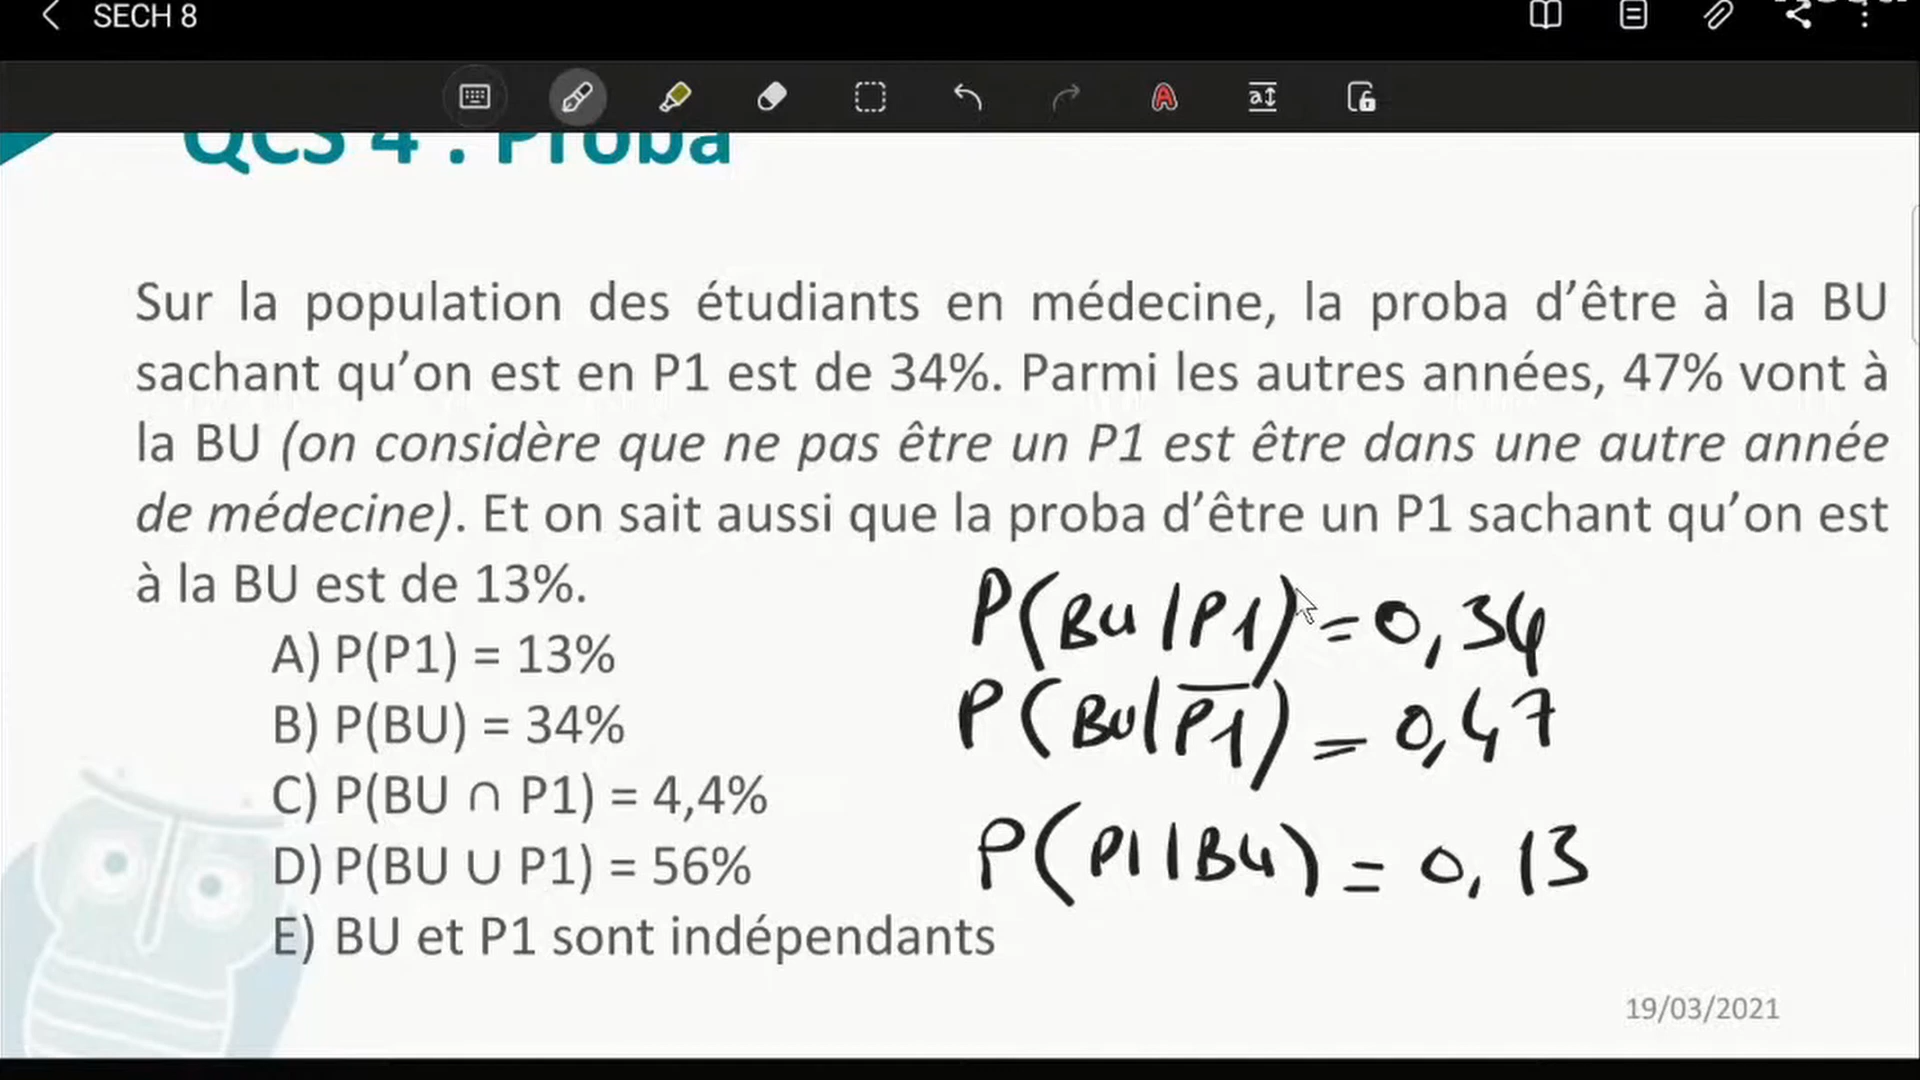 SECH 8
QCS 4 : Proba
Sur la population des étudiants en médecine, la proba d’être à la BU
sachant qu’on est en P1 est de 34%. Parmi les autres années, 47% vont à
la BU (on considère que ne pas être un P1 est être dans une autre année
de médecine). Et on sait aussi que la proba d’être un P1 sachant qu’on est
à la BU est de 13%.
P(BU|P1) = 0,34
A) P(P1) = 13%
P(BU|P̅1̅) = 0,47
B) P(BU) = 34%
C) P(BU ∩ P1) = 4,4%
P(P1|BU) = 0,13
D) P(BU ∪ P1) = 56%
E) BU et P1 sont indépendants
19/03/2021